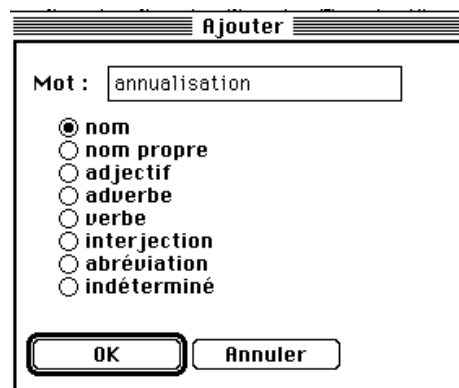 Ajouter
Mot : annualisation
nom
nom propre
adjectif
adverbe
verbe
interjection
abréviation
indéterminé
OK Annuler